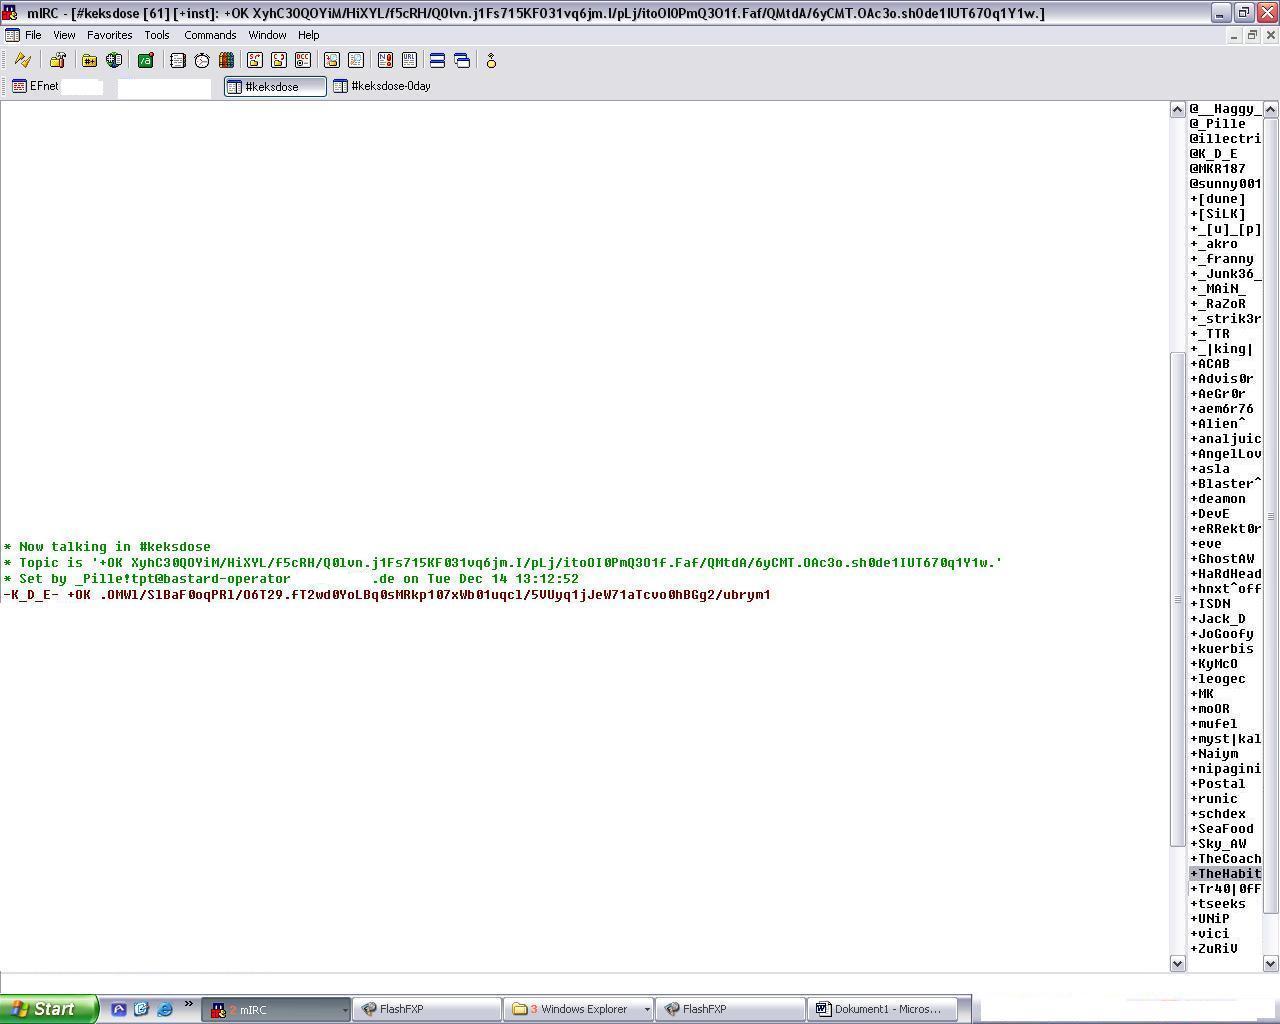 mIRC - [#keksdose [61] [+inst]: +OK XyhC30QOYiM/HiXYL/f5cRH/Q0lvn.j1Fs715KF031vq6jm.I/pLj/itoOI0PmQ3O1f.Faf/QMtdA/6yCMT.OAc3o.sh0de1IUT670q1Y1w.]
File View Favorites Tools Commands Window Help
EFnet #keksdose #keksdose-0day
@__Haggy_
@_Pille
@illectri
@K_D_E
@MKR187
@sunny001
+[dune]
+[SiLK]
+_[u]_[p]
+_akro
+_franny
+_Junk36_
+_MAiN_
+_RaZoR
+_strik3r
+_TTR
+_|king|
+ACAB
+Advis0r
+AeGr0r
+aem6r76
+Alien^
+analjuic
+AngelLov
+asla
+Blaster^
+deamon
+DevE
+eRRekt0r
+eve
+GhostAW
+HaRdHead
+hnxt^off
+ISDN
+Jack_D
+JoGoofy
+kuerbis
+KyMcO
+leogec
+MK
+moOR
+mufel
+myst|kal
+Naiym
+nipagini
+Postal
+runic
+schdex
+SeaFood
+Sky_AW
+TheCoach
+TheHabit
+Tr40|0fF
+tseeks
+UNiP
+vici
+ZuRiV
* Now talking in #keksdose
* Topic is '+OK XyhC30QOYiM/HiXYL/f5cRH/Q0lvn.j1Fs715KF031vq6jm.I/pLj/itoOI0PmQ3O1f.Faf/QMtdA/6yCMT.OAc3o.sh0de1IUT670q1Y1w.'
* Set by _Pille!tpt@bastard-operator .de on Tue Dec 14 13:12:52
-K_D_E- +OK .OMWl/SlBaF0oqPRl/O6T29.fT2wd0YoLBq0sMRkp107xWb01uqcl/5VUyq1jJeW71aTcvo0hBGg2/ubrym1
Start » 2 mIRC FlashFXP 3 Windows Explorer FlashFXP Dokument1 - Micros...